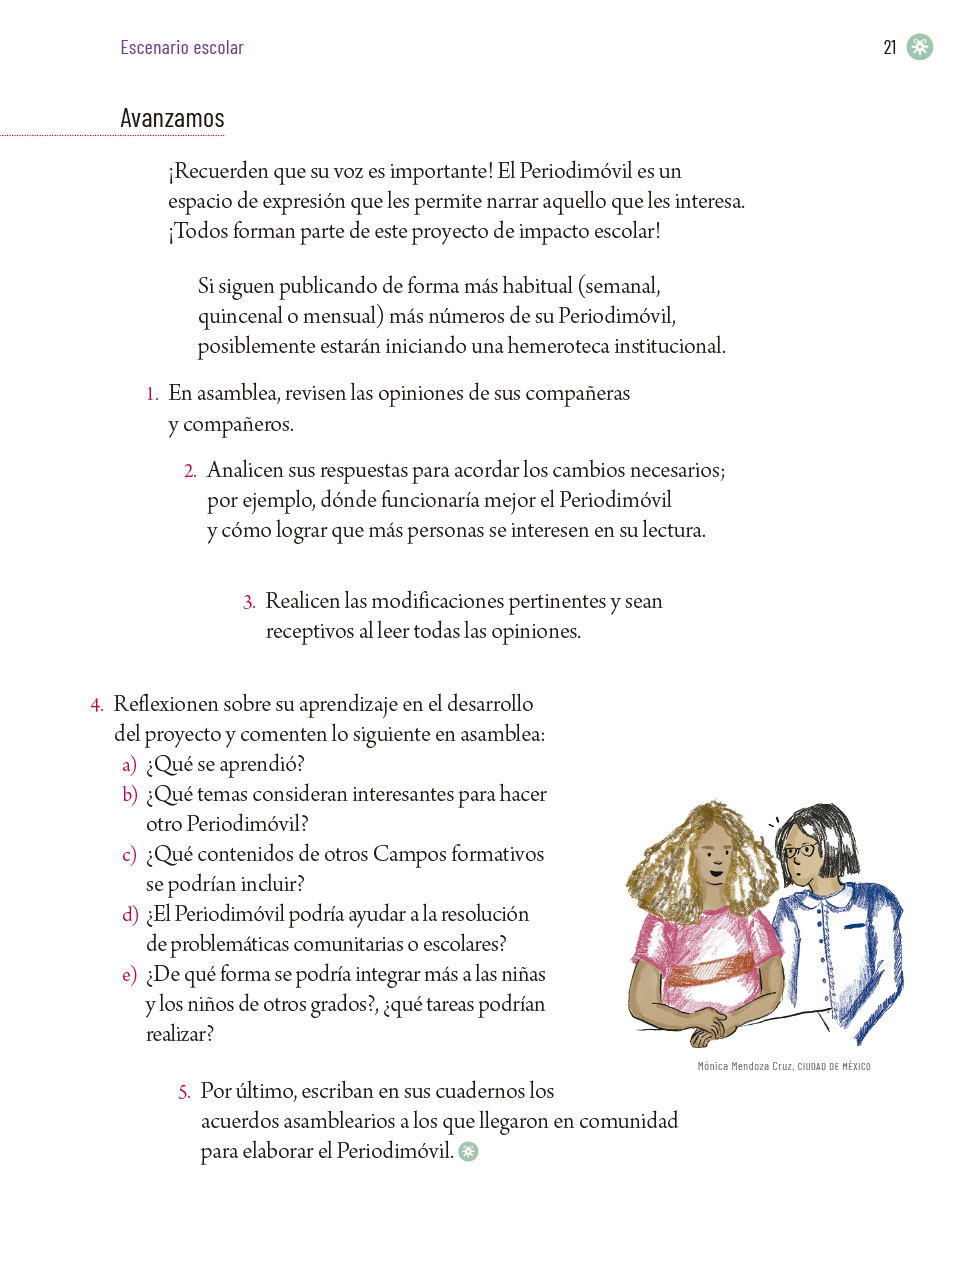 Escenario escolar
21
Avanzamos
¡Recuerden que su voz es importante! El Periodimóvil es un
espacio de expresión que les permite narrar aquello que les interesa.
¡Todos forman parte de este proyecto de impacto escolar!
Si siguen publicando de forma más habitual (semanal,
quincenal o mensual) más números de su Periodimóvil,
posiblemente estarán iniciando una hemeroteca institucional.
1. En asamblea, revisen las opiniones de sus compañeras
y compañeros.
2. Analicen sus respuestas para acordar los cambios necesarios;
por ejemplo, dónde funcionaría mejor el Periodimóvil
y cómo lograr que más personas se interesen en su lectura.
3. Realicen las modificaciones pertinentes y sean
receptivos al leer todas las opiniones.
4. Reflexionen sobre su aprendizaje en el desarrollo
del proyecto y comenten lo siguiente en asamblea:
a) ¿Qué se aprendió?
b) ¿Qué temas consideran interesantes para hacer
otro Periodimóvil?
c) ¿Qué contenidos de otros Campos formativos
se podrían incluir?
d) ¿El Periodimóvil podría ayudar a la resolución
de problemáticas comunitarias o escolares?
e) ¿De qué forma se podría integrar más a las niñas
y los niños de otros grados?, ¿qué tareas podrían
realizar?
Mónica Mendoza Cruz, CIUDAD DE MÉXICO
5. Por último, escriban en sus cuadernos los
acuerdos asamblearios a los que llegaron en comunidad
para elaborar el Periodimóvil.